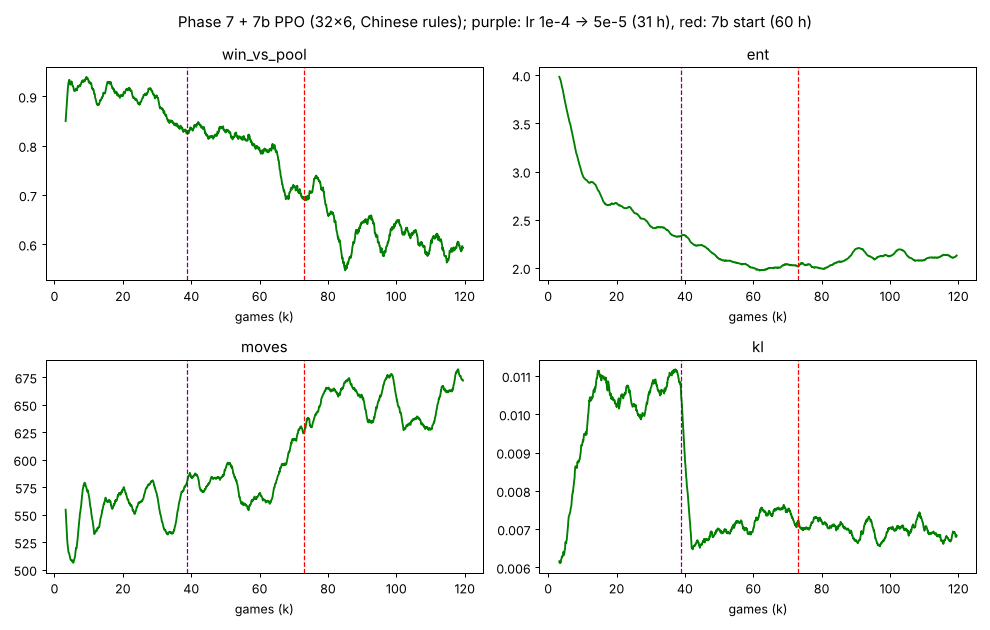 Phase 7 + 7b PPO (32×6, Chinese rules); purple: lr 1e-4 → 5e-5 (31 h), red: 7b start (60 h)
win_vs_pool
0.9
0.8
0.7
0.6
0 20 40 60 80 100 120
games (k)
ent
4.0
3.5
3.0
2.5
2.0
0 20 40 60 80 100 120
games (k)
moves
675
650
625
600
575
550
525
500
0 20 40 60 80 100 120
games (k)
kl
0.011
0.010
0.009
0.008
0.007
0.006
0 20 40 60 80 100 120
games (k)